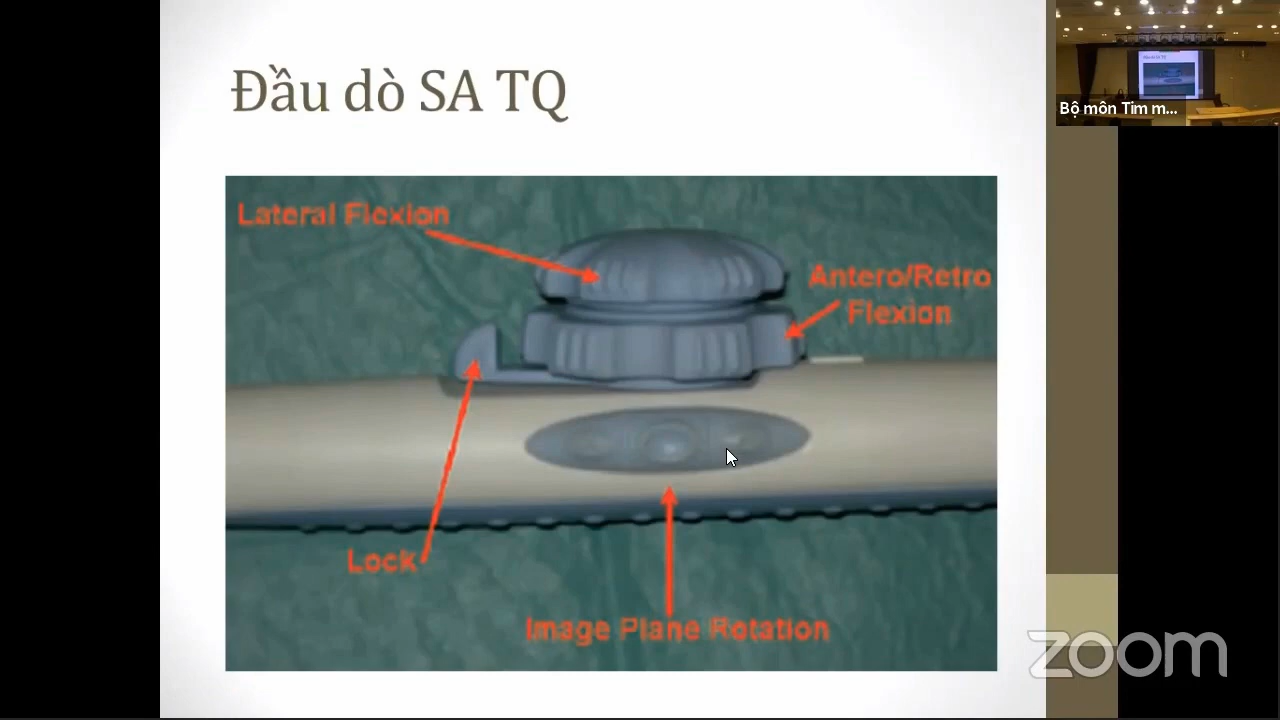 Đầu dò SA TQ
Bộ môn Tim m...
Lateral Flexion
Antero/Retro
Flexion
Lock
Image Plane Rotation
zoom